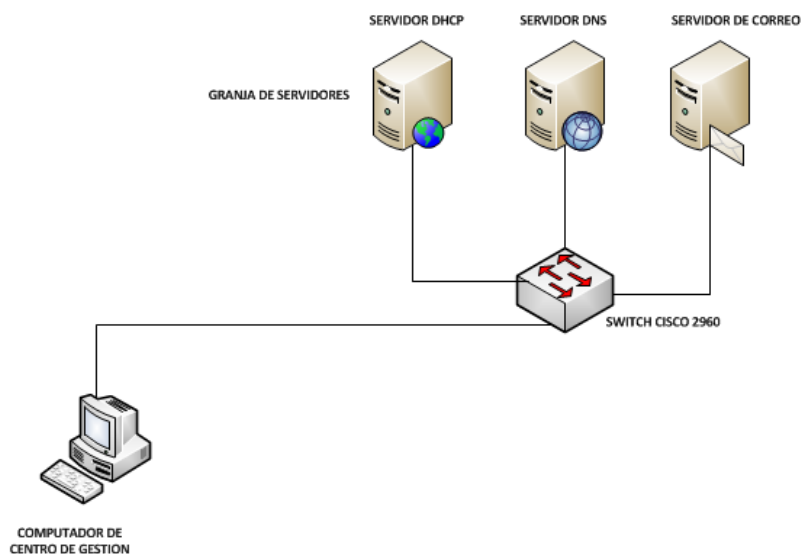 SERVIDOR DHCP
SERVIDOR DNS
SERVIDOR DE CORREO
GRANJA DE SERVIDORES
SWITCH CISCO 2960
COMPUTADOR DE
CENTRO DE GESTION